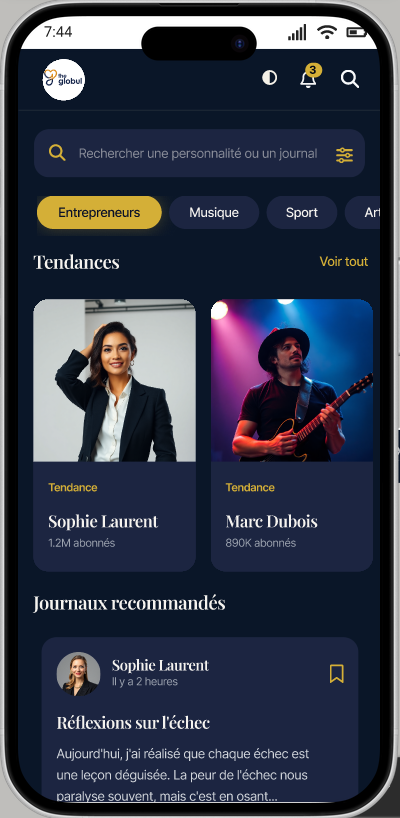 7:44
the
globul
3
Rechercher une personnalité ou un journal
Entrepreneurs
Musique
Sport
Art
Tendances
Voir tout
Tendance
Sophie Laurent
1.2M abonnés
Tendance
Marc Dubois
890K abonnés
Journaux recommandés
Sophie Laurent
Il y a 2 heures
Réflexions sur l'échec
Aujourd'hui, j'ai réalisé que chaque échec est
une leçon déguisée. La peur de l'échec nous
paralyse souvent, mais c'est en osant...